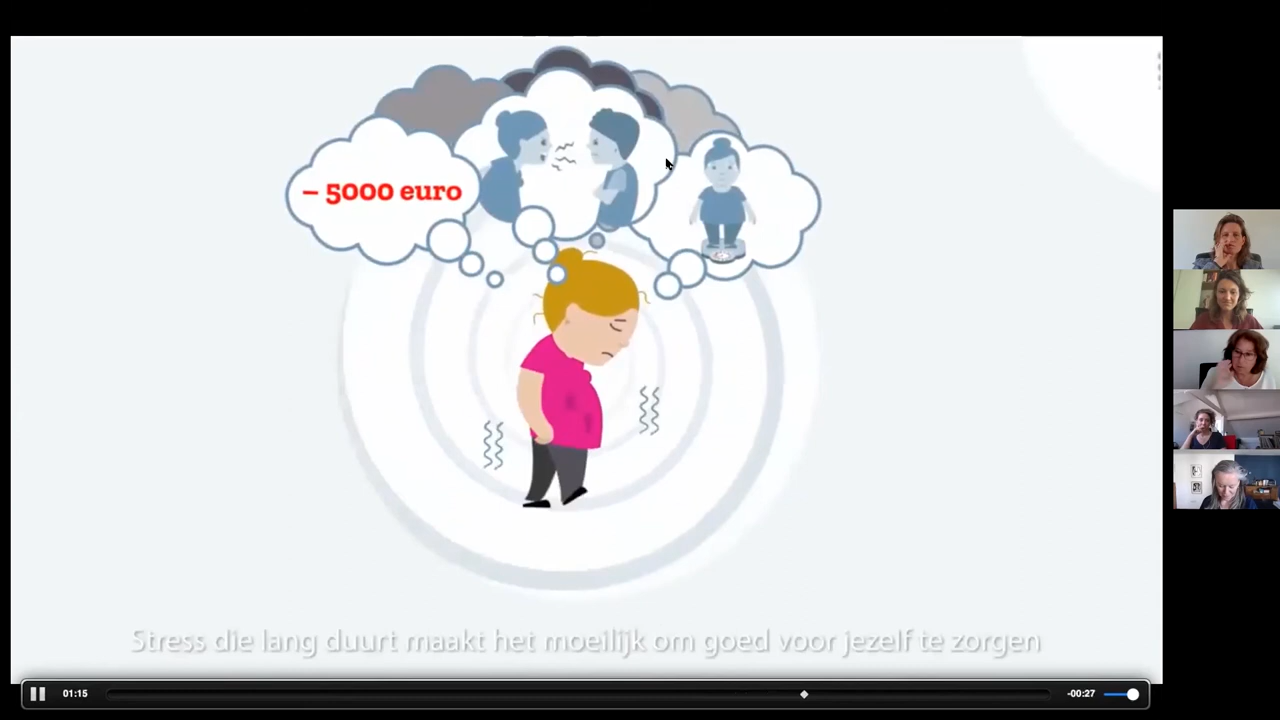 – 5000 euro
Stress die lang duurt maakt het moeilijk om goed voor jezelf te zorgen
01:15
-00:27